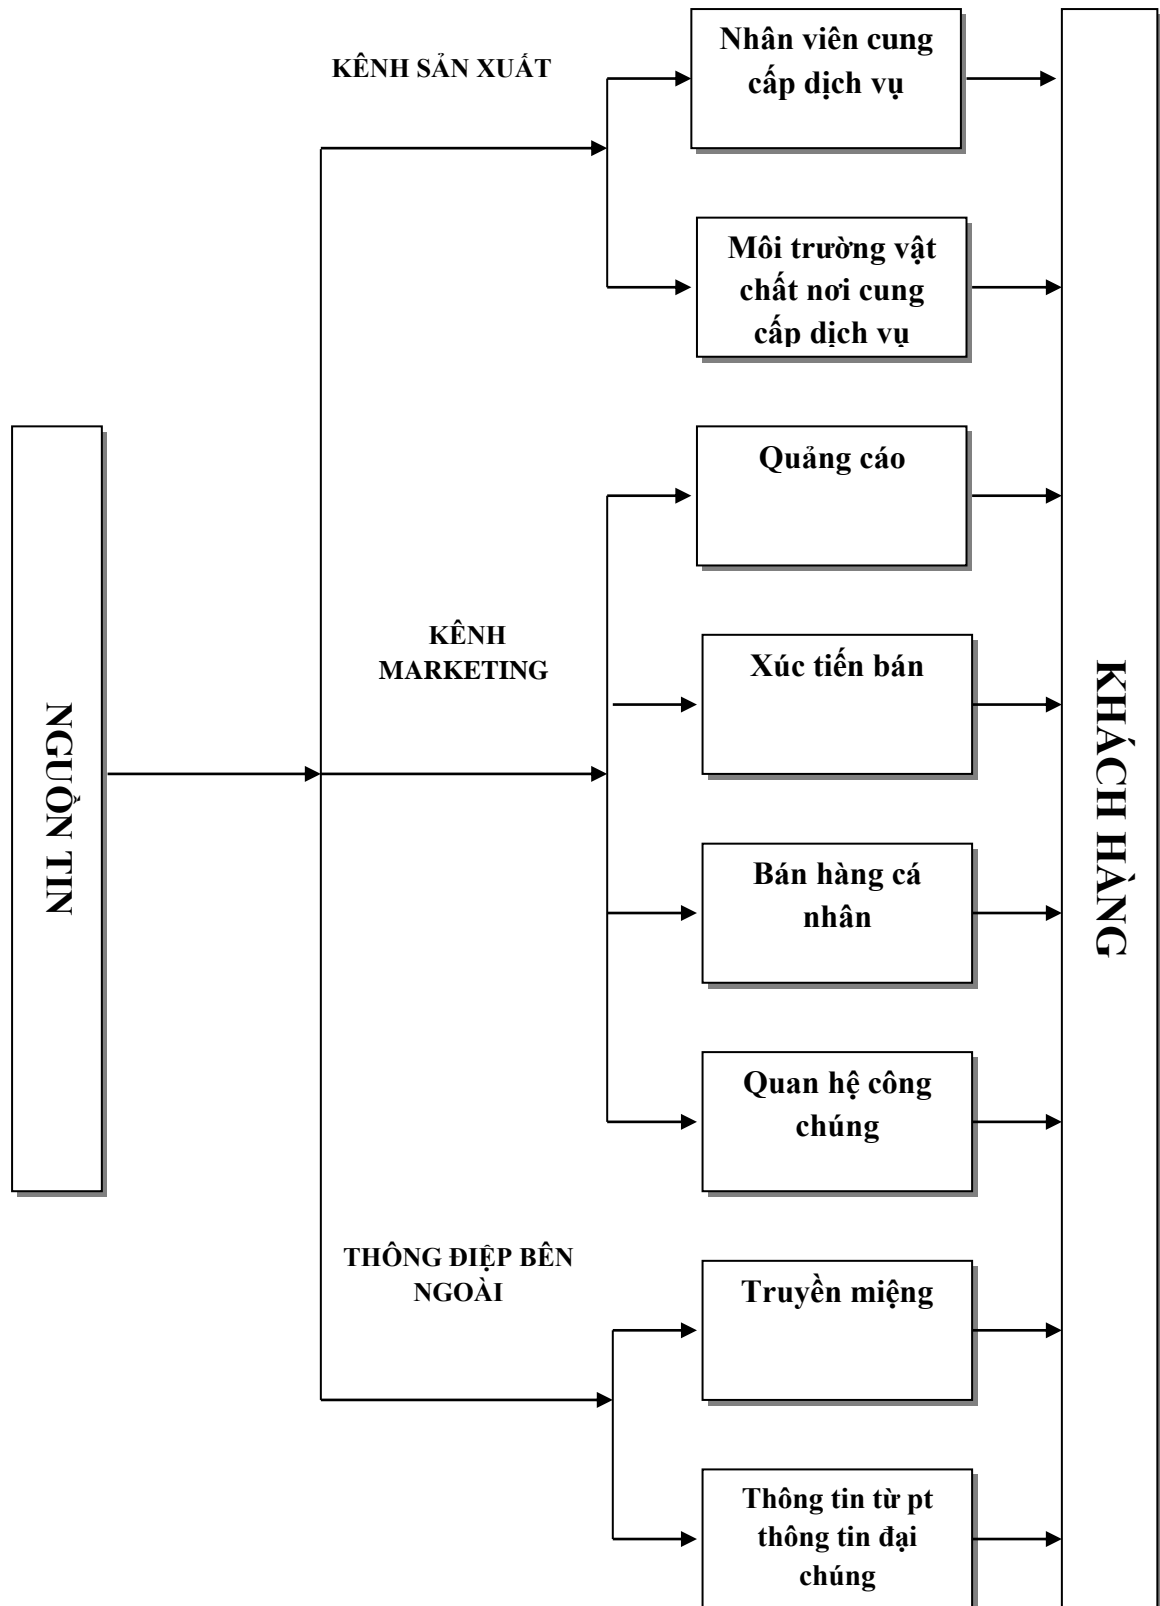 KÊNH SẢN XUẤT
Nhân viên cung
cấp dịch vụ
Môi trường vật
chất nơi cung
cấp dịch vụ
Quảng cáo
KÊNH
MARKETING
Xúc tiến bán
NGUỒN TIN
KHÁCH HÀNG
Bán hàng cá
nhân
Quan hệ công
chúng
THÔNG ĐIỆP BÊN
NGOÀI
Truyền miệng
Thông tin từ pt
thông tin đại
chúng